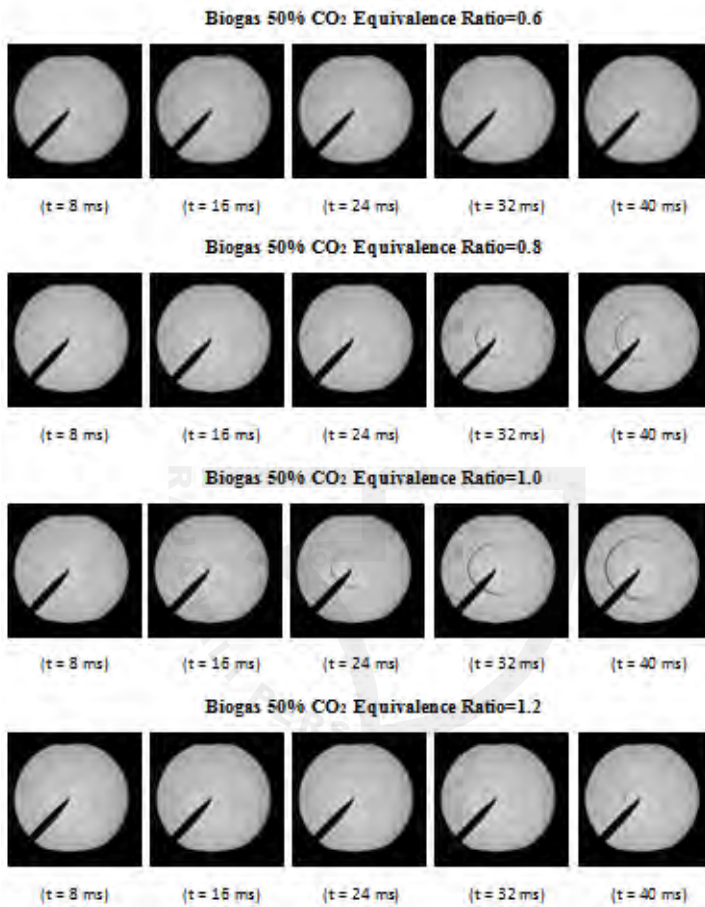 Biogas 50% CO₂ Equivalence Ratio=0.6
(t = 8 ms) (t = 16 ms) (t = 24 ms) (t = 32 ms) (t = 40 ms)
Biogas 50% CO₂ Equivalence Ratio=0.8
(t = 8 ms) (t = 16 ms) (t = 24 ms) (t = 32 ms) (t = 40 ms)
Biogas 50% CO₂ Equivalence Ratio=1.0
(t = 8 ms) (t = 16 ms) (t = 24 ms) (t = 32 ms) (t = 40 ms)
Biogas 50% CO₂ Equivalence Ratio=1.2
(t = 8 ms) (t = 16 ms) (t = 24 ms) (t = 32 ms) (t = 40 ms)